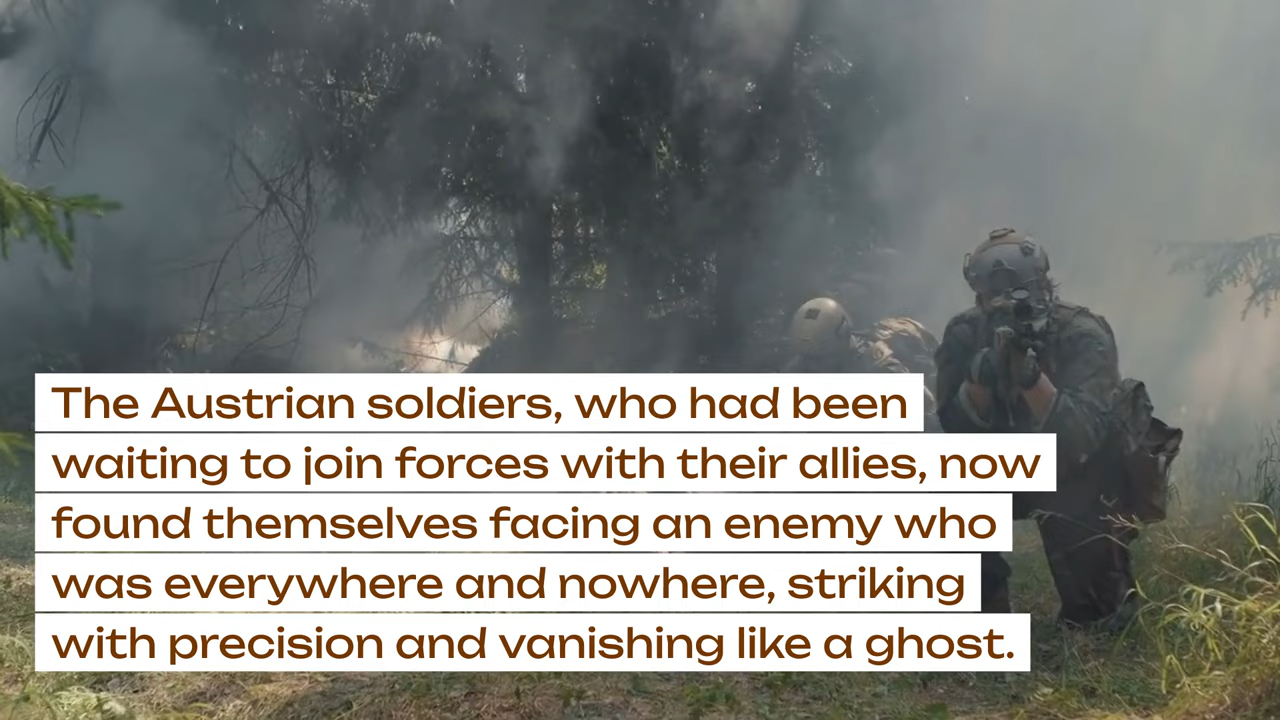 The Austrian soldiers, who had been
waiting to join forces with their allies, now
found themselves facing an enemy who
was everywhere and nowhere, striking
with precision and vanishing like a ghost.